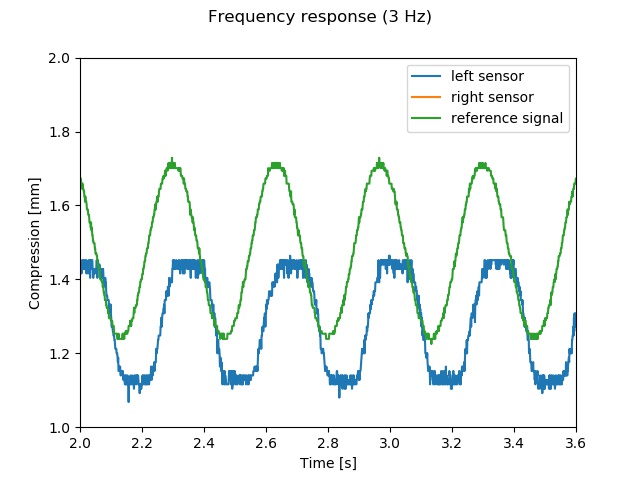 Frequency response (3 Hz)
2.0
1.8
1.6
1.4
1.2
1.0
Compression [mm]
left sensor
right sensor
reference signal
2.0 2.2 2.4 2.6 2.8 3.0 3.2 3.4 3.6
Time [s]